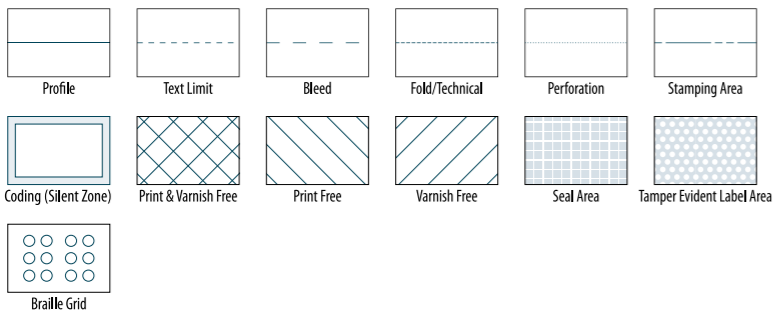 Profile
Text Limit
Bleed
Fold/Technical
Perforation
Stamping Area
Coding (Silent Zone)
Print & Varnish Free
Print Free
Varnish Free
Seal Area
Tamper Evident Label Area
Braille Grid